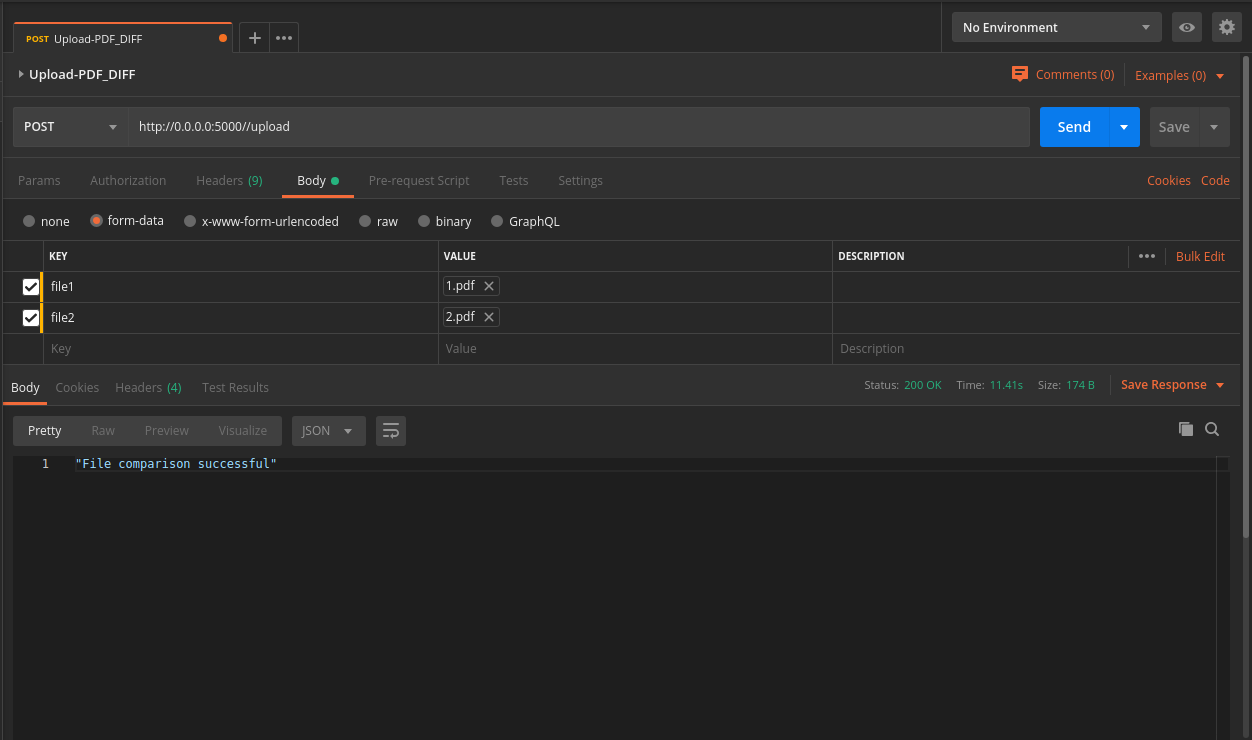 POST Upload-PDF_DIFF
No Environment
Upload-PDF_DIFF
Comments (0) Examples (0)
POST http://0.0.0.0:5000//upload Send Save
Params Authorization Headers (9) Body Pre-request Script Tests Settings Cookies Code
none form-data x-www-form-urlencoded raw binary GraphQL
KEY VALUE DESCRIPTION Bulk Edit
file1 1.pdf
file2 2.pdf
Key Value Description
Body Cookies Headers (4) Test Results Status: 200 OK Time: 11.41s Size: 174 B Save Response
Pretty Raw Preview Visualize JSON
1 "File comparison successful"